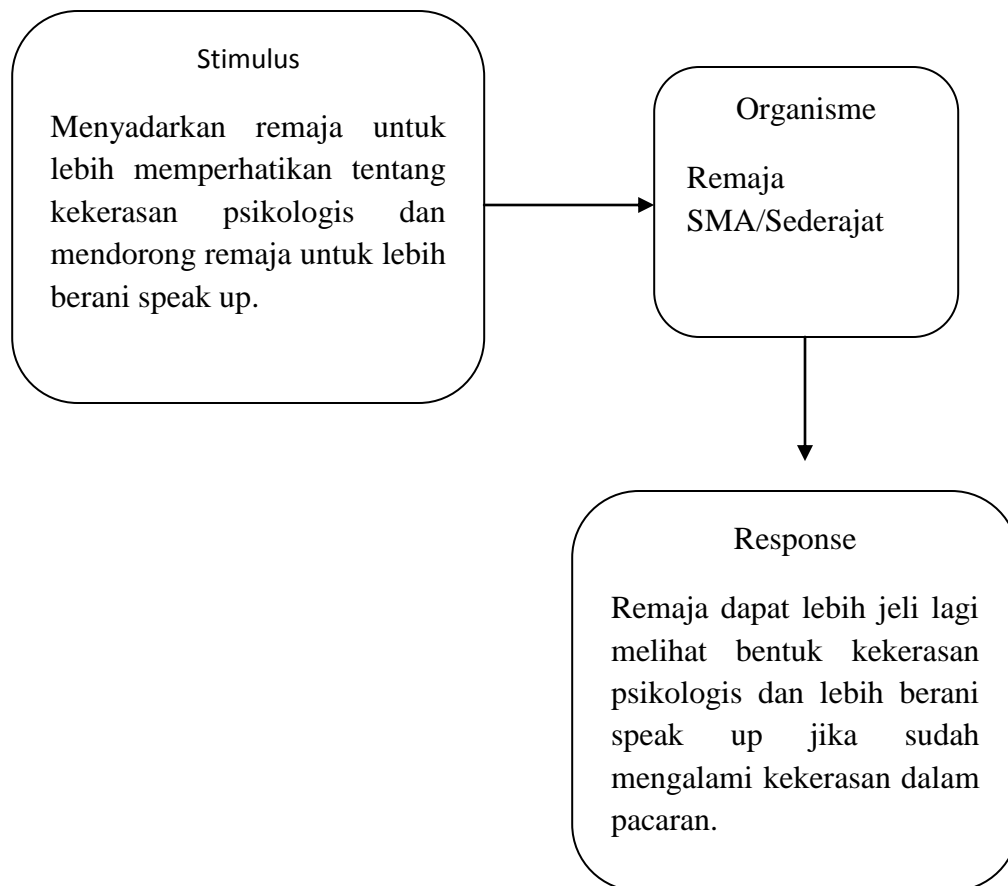 Stimulus
Menyadarkan remaja untuk
lebih memperhatikan tentang
kekerasan psikologis dan
mendorong remaja untuk lebih
berani speak up.
Organisme
Remaja
SMA/Sederajat
Response
Remaja dapat lebih jeli lagi
melihat bentuk kekerasan
psikologis dan lebih berani
speak up jika sudah
mengalami kekerasan dalam
pacaran.